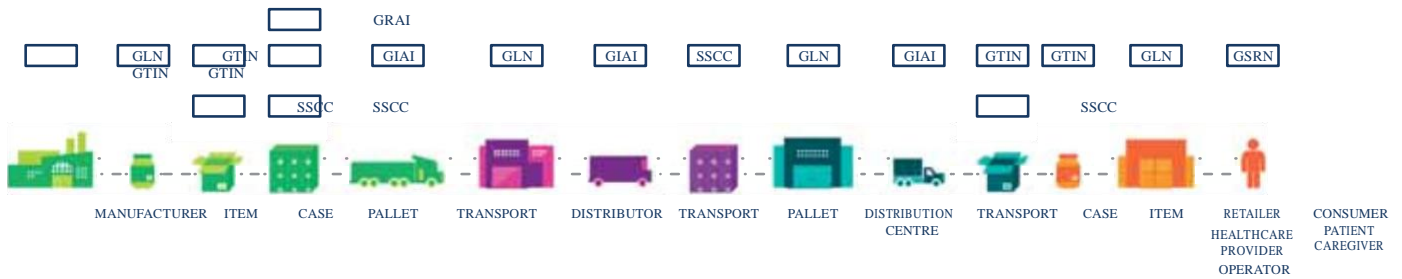 GRAI
GLN GTIN GIAI GLN GIAI SSCC GLN GIAI GTIN GTIN GLN GSRN
GTIN GTIN
SSCC SSCC SSCC
MANUFACTURER ITEM CASE PALLET TRANSPORT DISTRIBUTOR TRANSPORT PALLET DISTRIBUTION TRANSPORT CASE ITEM RETAILER CONSUMER
CENTRE HEALTHCARE PATIENT
PROVIDER CAREGIVER
OPERATOR